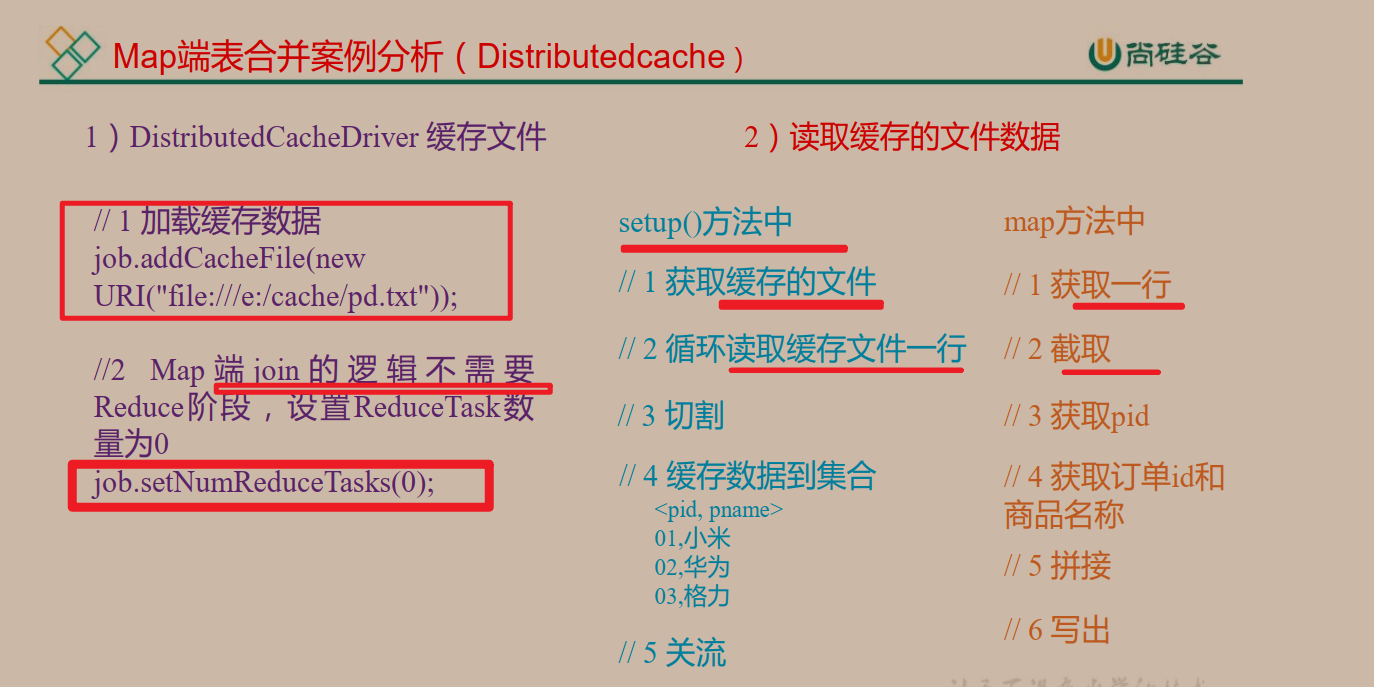 Map端表合并案例分析（Distributedcache）
尚硅谷
1）DistributedCacheDriver 缓存文件
// 1 加载缓存数据
job.addCacheFile(new
URI("file:///e:/cache/pd.txt"));
//2 Map端join的逻辑不需要
Reduce阶段，设置ReduceTask数
量为0
job.setNumReduceTasks(0);
2）读取缓存的文件数据
setup()方法中
// 1 获取缓存的文件
// 2 循环读取缓存文件一行
// 3 切割
// 4 缓存数据到集合
<pid, pname>
01,小米
02,华为
03,格力
// 5 关流
map方法中
// 1 获取一行
// 2 截取
// 3 获取pid
// 4 获取订单id和
商品名称
// 5 拼接
// 6 写出